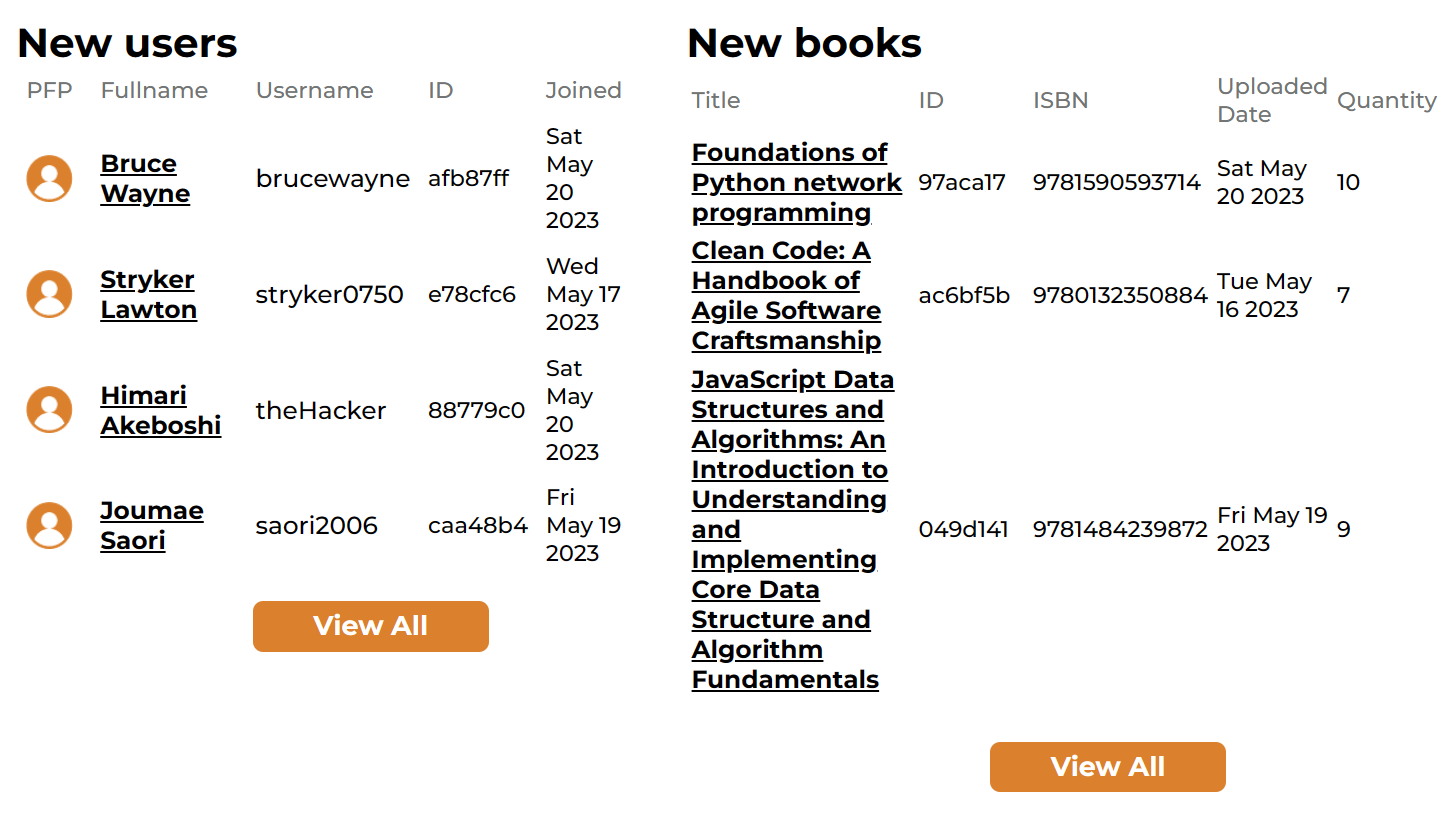 New users
PFP Fullname Username ID Joined
Bruce
Wayne
brucewayne
afb87ff
Sat
May
20
2023
Stryker
Lawton
stryker0750
e78cfc6
Wed
May 17
2023
Himari
Akeboshi
theHacker
88779c0
Sat
May
20
2023
Joumae
Saori
saori2006
caa48b4
Fri
May 19
2023
View All
New books
Title ID ISBN Uploaded
Date Quantity
Foundations of
Python network
programming
97aca17
9781590593714
Sat May
20 2023
10
Clean Code: A
Handbook of
Agile Software
Craftsmanship
ac6bf5b
9780132350884
Tue May
16 2023
7
JavaScript Data
Structures and
Algorithms: An
Introduction to
Understanding
and
Implementing
Core Data
Structure and
Algorithm
Fundamentals
049d141
9781484239872
Fri May 19
2023
9
View All